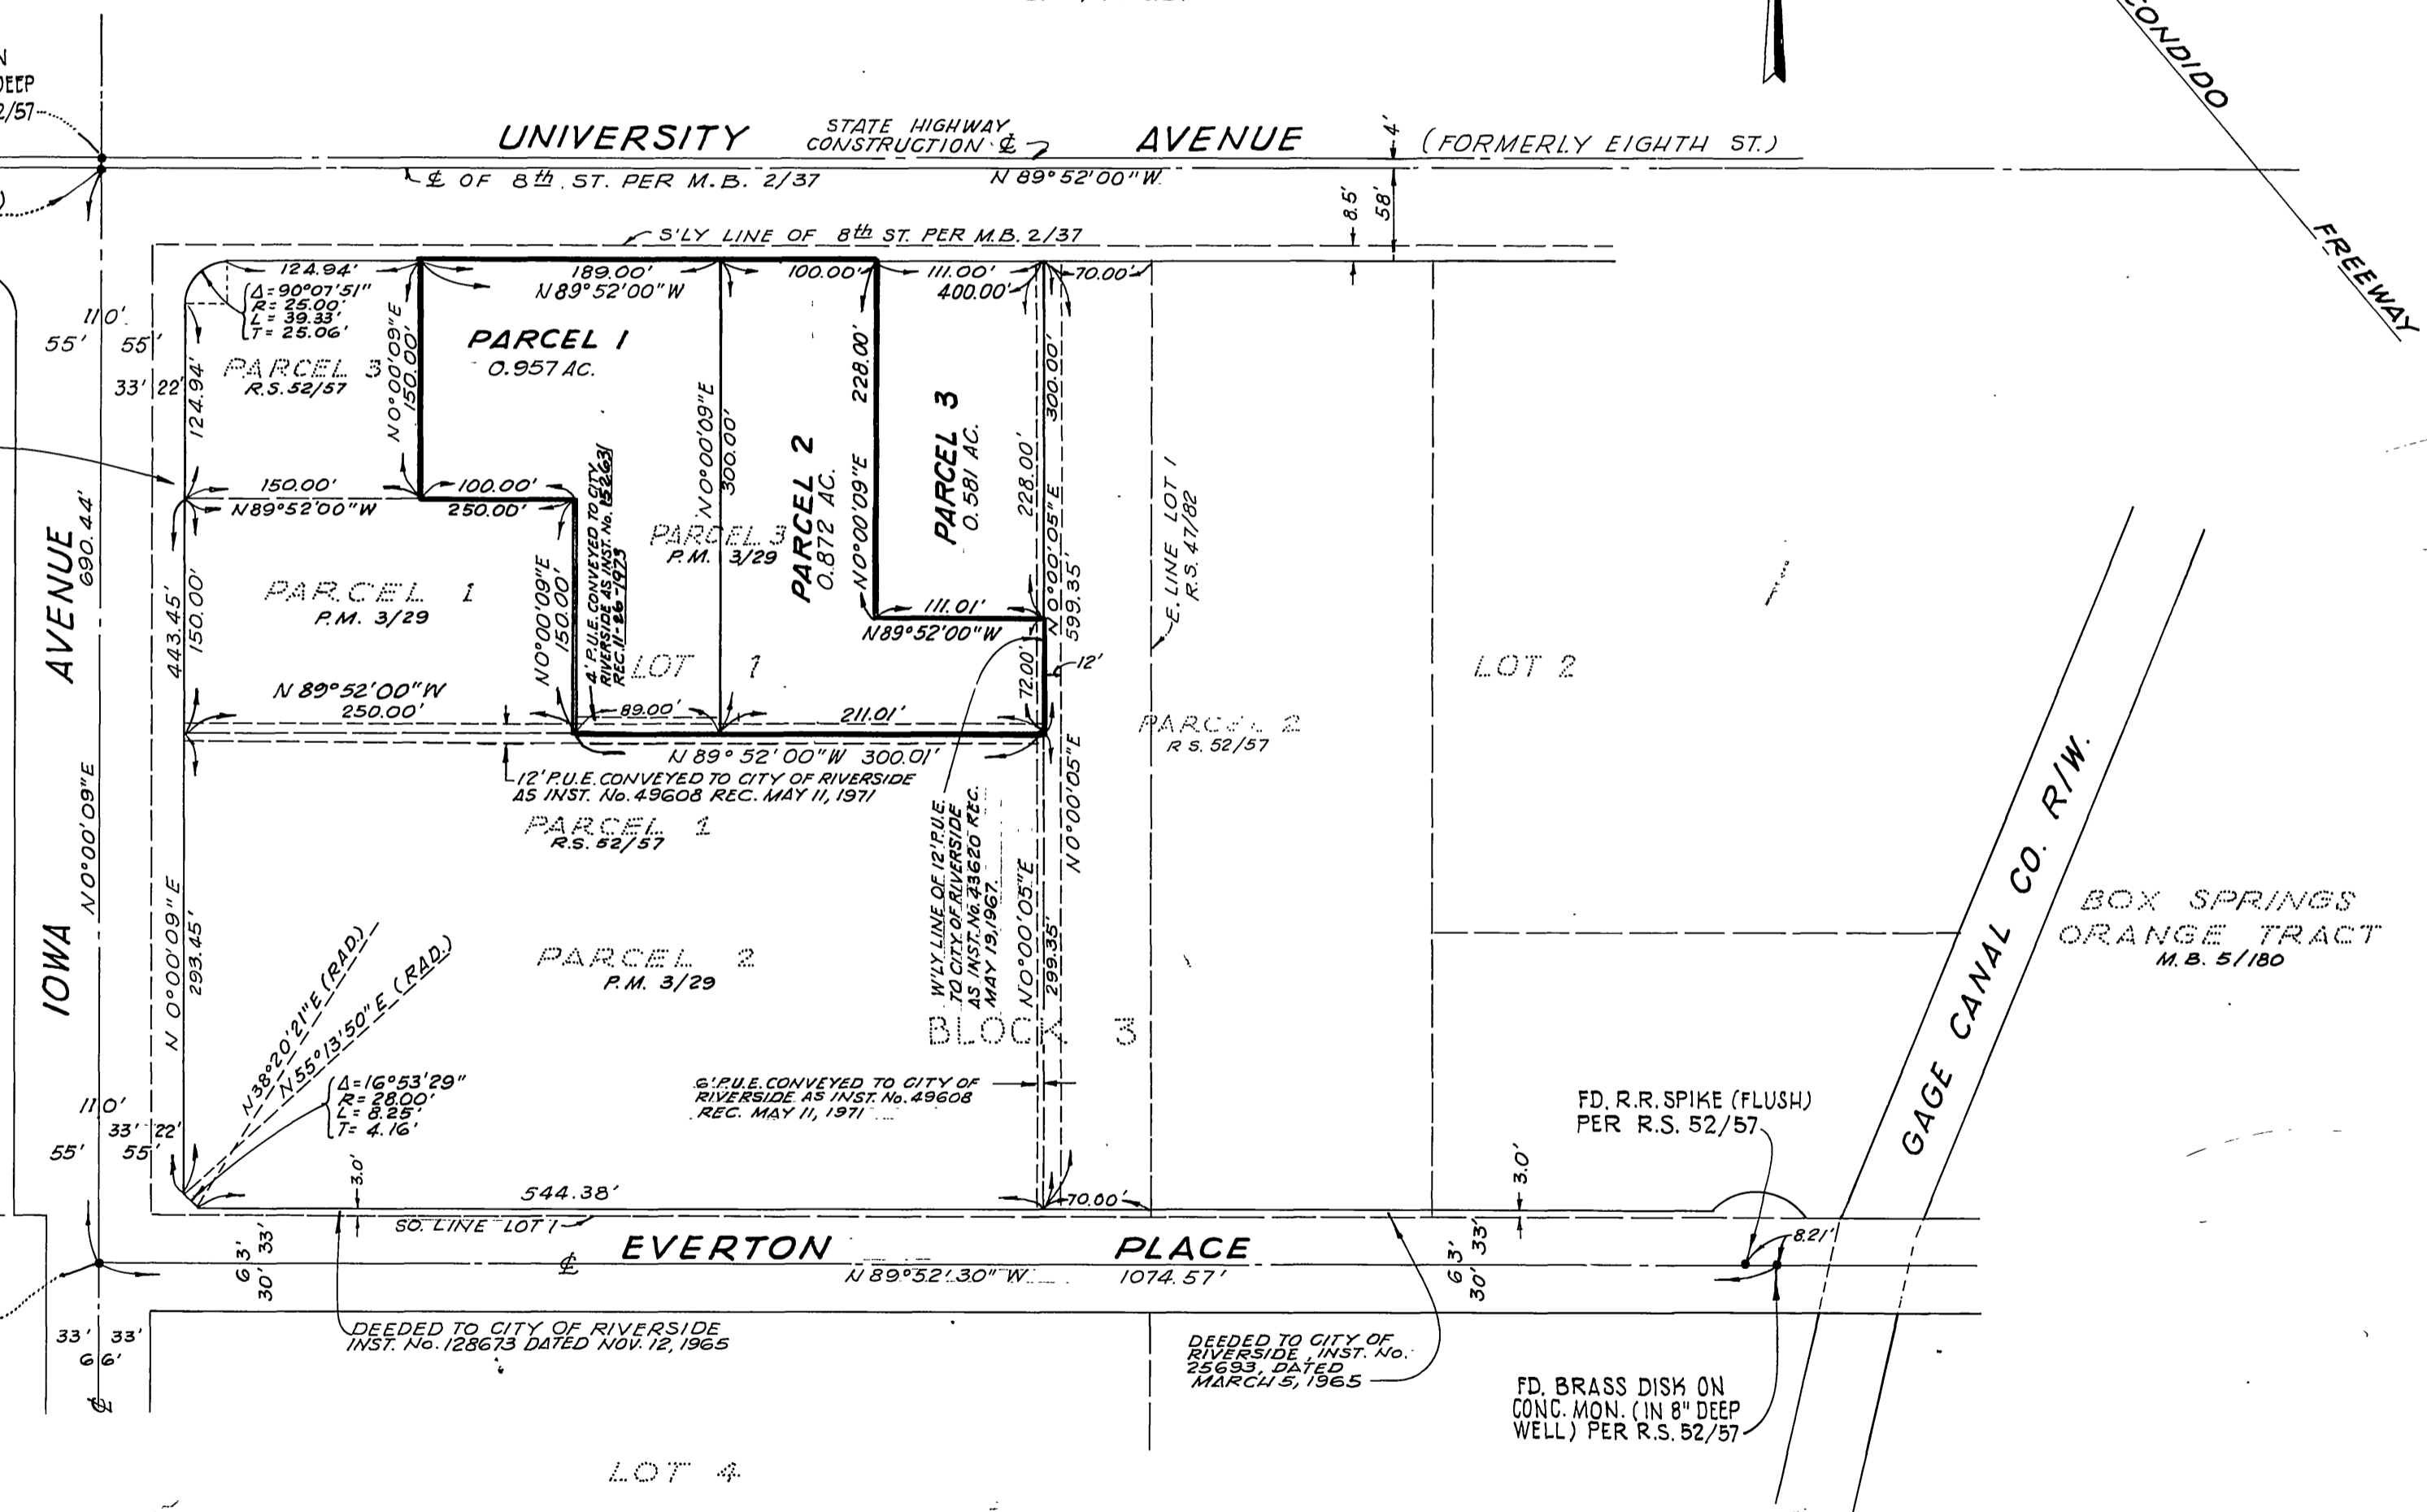 CONDIDO
FREEWAY
N
DEEP
2/57
UNIVERSITY AVENUE
STATE HIGHWAY
CONSTRUCTION ℄
(FORMERLY EIGHTH ST.)
4'
℄ OF 8th. ST. PER M.B. 2/37
N 89°52'00"W.
8.5'
58'
S'LY LINE OF 8th ST. PER M.B. 2/37
124.94'
189.00'
100.00'
111.00'
70.00'
N89°52'00"W
400.00'
Δ=90°07'51"
R=25.00'
L=39.33'
T=25.06'
110'
55' 55'
33' 22'
PARCEL 3
R.S.52/57
124.94'
N0°00'09"E
150.00'
PARCEL 1
0.957 AC.
N0°00'09"E
300.00'
228.00'
N0°00'09"E
PARCEL 2
0.872 AC.
PARCEL 3
0.581 AC.
228.00'
300.00'
N0°00'05"E
599.35'
E. LINE LOT 1
R.S. 47/82
150.00'
N89°52'00"W
100.00'
250.00'
4' P.U.E. CONVEYED TO CITY
RIVERSIDE AS INST. No. 152631
REC. 11-26-1973
PARCEL 3
P.M. 3/29
AVENUE
690.44'
443.45'
150.00'
PARCEL 1
P.M. 3/29
N0°00'09"E
150.00'
LOT 1
111.01'
N89°52'00"W
72.00'
12'
LOT 2
N 89°52'00"W
250.00'
89.00'
211.01'
N 89°52'00"W 300.01'
PARCEL 2
R S. 52/57
12' P.U.E. CONVEYED TO CITY OF RIVERSIDE
AS INST. No. 49608 REC. MAY 11, 1971
PARCEL 1
R.S. 52/57
IOWA
N0°00'09"E
N 0°00'09"E
293.45'
W'LY LINE OF 12' P.U.E.
TO CITY OF RIVERSIDE
AS INST. No. 43620 REC.
MAY 19, 1967.
N0°00'05"E
299.35'
N0°00'05"E
PARCEL 2
P.M. 3/29
BLOCK 3
GAGE CANAL CO. R/W.
BOX SPRINGS
ORANGE TRACT
M. B. 5/180
N38°20'21"E (RAD.)
N55°13'50"E (RAD.)
Δ=16°53'29"
R=28.00'
L=8.25'
T=4.16'
6' P.U.E. CONVEYED TO CITY OF
RIVERSIDE AS INST. No. 49608
REC. MAY 11, 1971
110'
33' 22'
55' 55'
FD. R.R. SPIKE (FLUSH)
PER R.S. 52/57
3.0'
544.38'
70.00'
3.0'
SO. LINE LOT 1
8.21'
63'
33'
30'
℄
EVERTON PLACE
N 89°52'30"W
1074.57'
63'
33'
30'
33' 33'
66'
℄
DEEDED TO CITY OF RIVERSIDE
INST. No. 128673 DATED NOV. 12, 1965
DEEDED TO CITY OF
RIVERSIDE, INST. No.
25693, DATED
MARCH 5, 1965
FD. BRASS DISK ON
CONC. MON. (IN 8" DEEP
WELL) PER R.S. 52/57
LOT 4